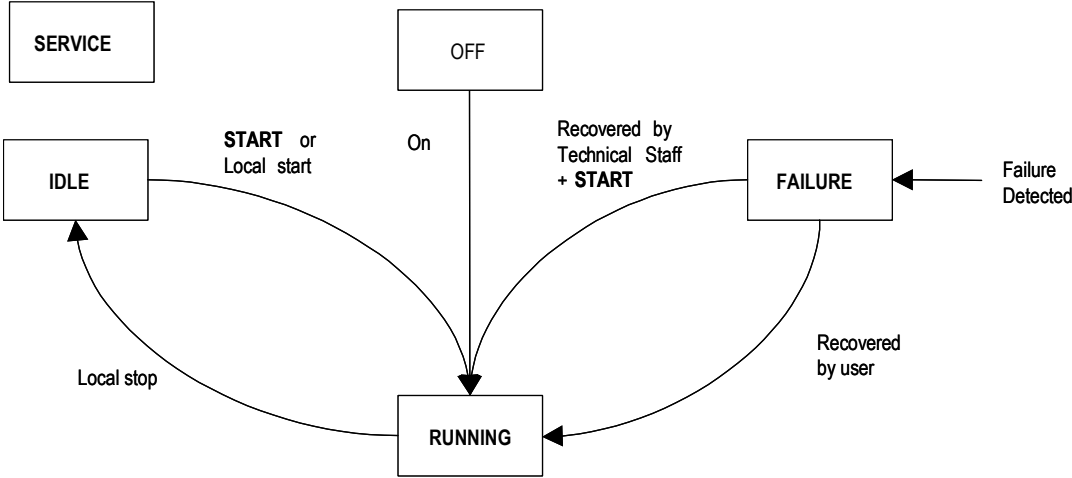 SERVICE
OFF
START or
Local start
On
Recovered by
Technical Staff
+ START
IDLE
FAILURE
Failure
Detected
Recovered
by user
Local stop
RUNNING